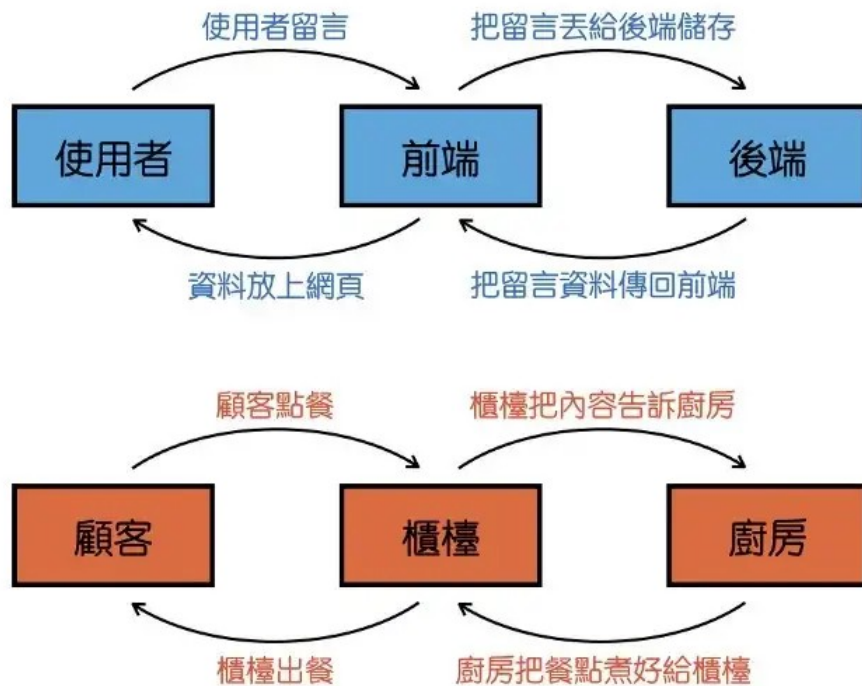 使用者留言
把留言丟給後端儲存
使用者
前端
後端
資料放上網頁
把留言資料傳回前端
顧客點餐
櫃檯把內容告訴廚房
顧客
櫃檯
廚房
櫃檯出餐
廚房把餐點煮好給櫃檯